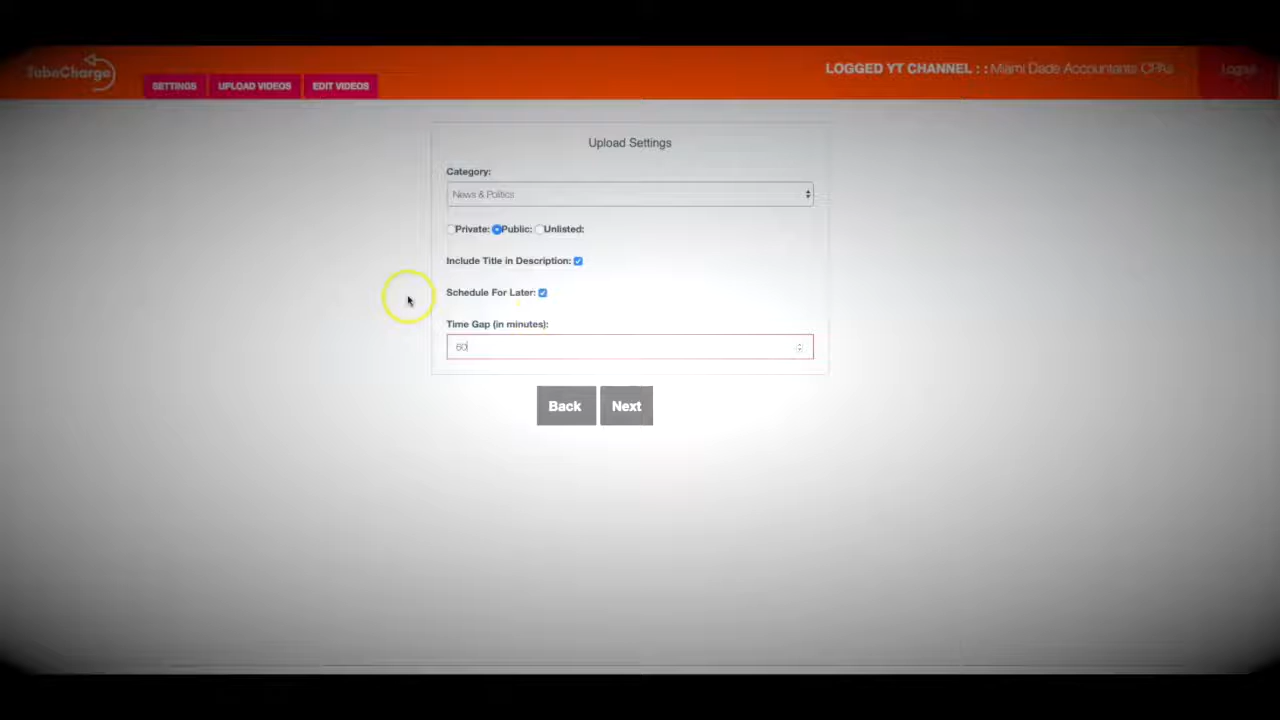 TubeCharge
SETTINGS UPLOAD VIDEOS EDIT VIDEOS
LOGGED YT CHANNEL : : Miami Dade Accountants CPAs
Logout
Upload Settings
Category:
News & Politics
Private: Public: Unlisted:
Include Title in Description:
Schedule For Later:
Time Gap (in minutes):
60
Back Next